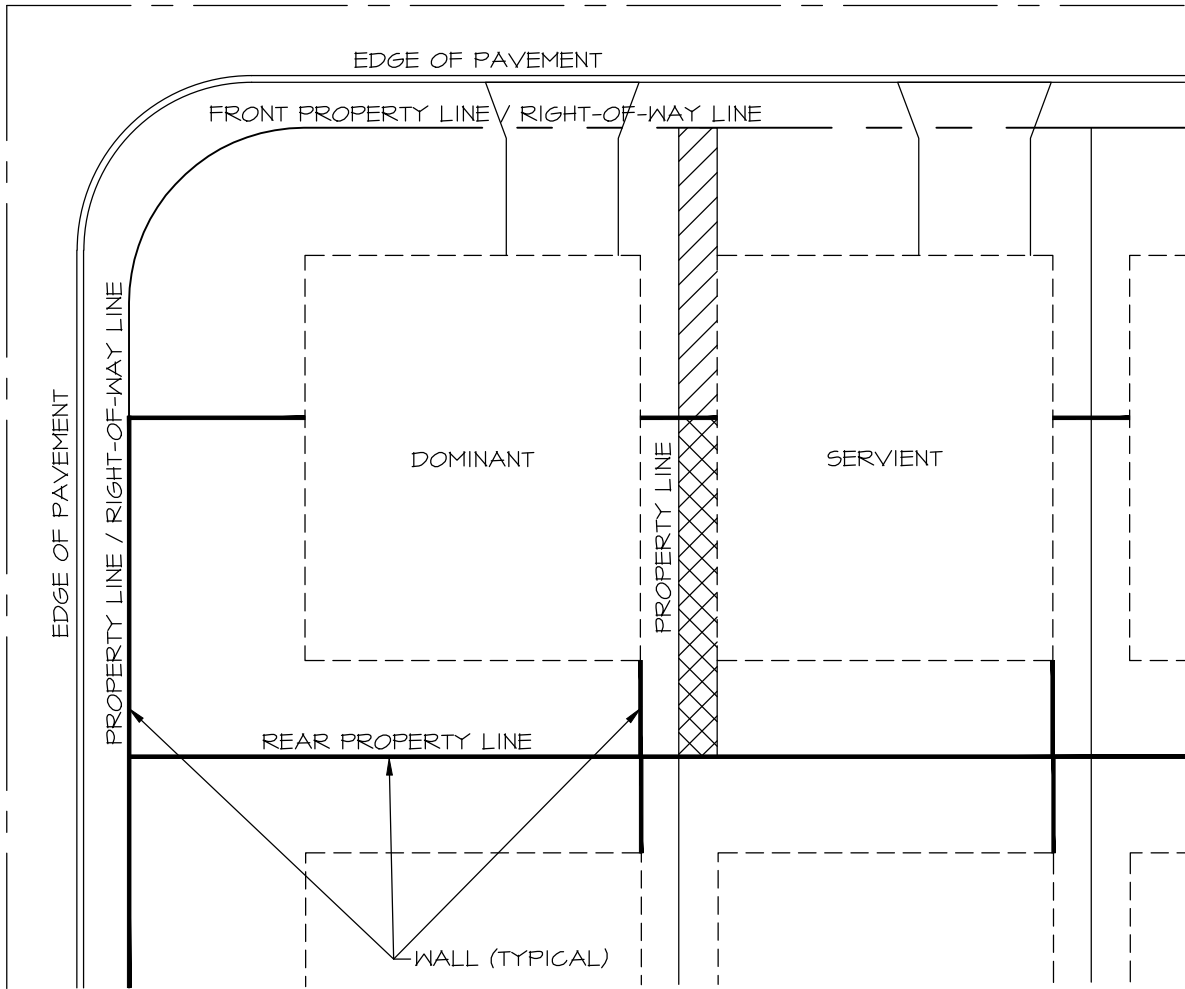 EDGE OF PAVEMENT
FRONT PROPERTY LINE / RIGHT-OF-WAY LINE
PROPERTY LINE / RIGHT-OF-WAY LINE
EDGE OF PAVEMENT
DOMINANT
SERVIENT
PROPERTY LINE
REAR PROPERTY LINE
WALL (TYPICAL)